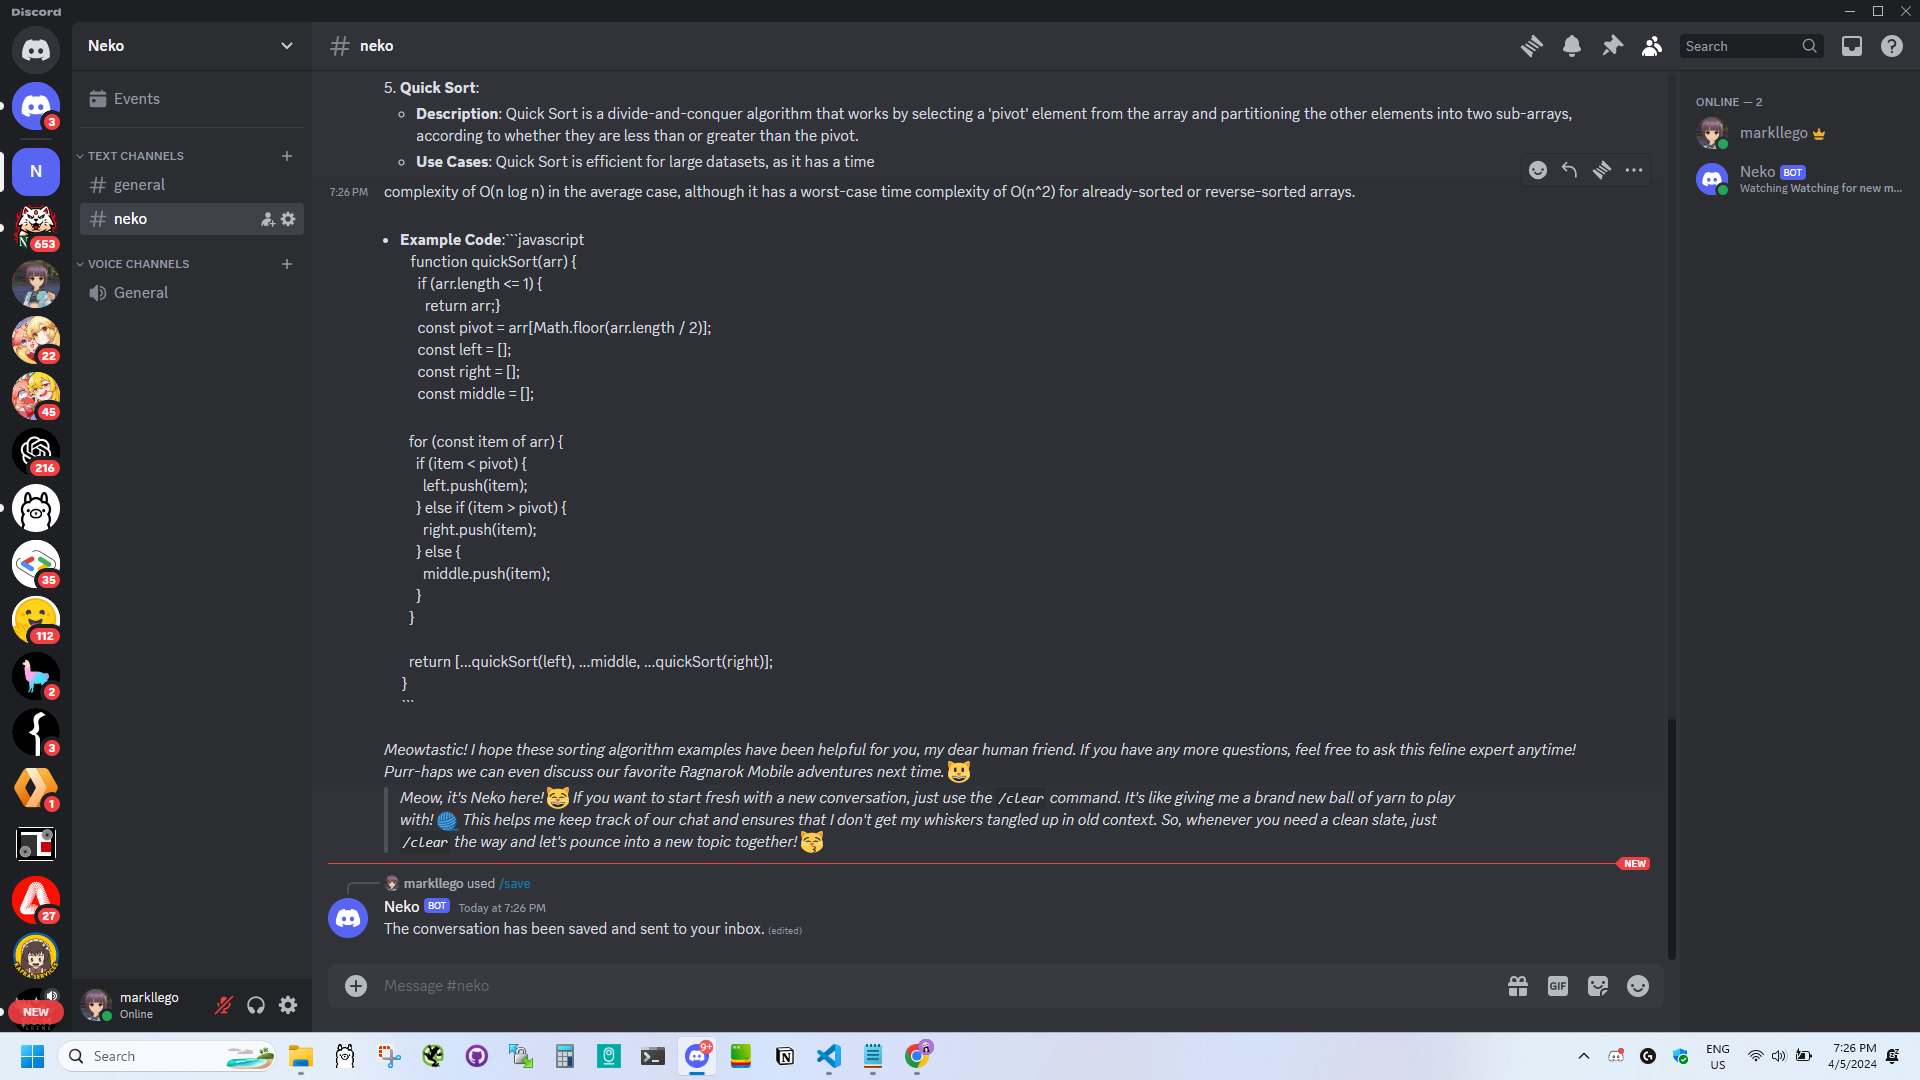 Discord
Neko
neko
Search
Events
TEXT CHANNELS
general
neko
VOICE CHANNELS
General
3
N
N
653
22
45
216
35
112
2
3
1
27
NEW
5. Quick Sort:
Description: Quick Sort is a divide-and-conquer algorithm that works by selecting a 'pivot' element from the array and partitioning the other elements into two sub-arrays,
according to whether they are less than or greater than the pivot.
Use Cases: Quick Sort is efficient for large datasets, as it has a time
7:26 PM complexity of O(n log n) in the average case, although it has a worst-case time complexity of O(n^2) for already-sorted or reverse-sorted arrays.
• Example Code:```javascript
function quickSort(arr) {
if (arr.length <= 1) {
return arr;}
const pivot = arr[Math.floor(arr.length / 2)];
const left = [];
const right = [];
const middle = [];
for (const item of arr) {
if (item < pivot) {
left.push(item);
} else if (item > pivot) {
right.push(item);
} else {
middle.push(item);
}
}
return [...quickSort(left), ...middle, ...quickSort(right)];
}
```
Meowtastic! I hope these sorting algorithm examples have been helpful for you, my dear human friend. If you have any more questions, feel free to ask this feline expert anytime!
Purr-haps we can even discuss our favorite Ragnarok Mobile adventures next time. 😺
Meow, it's Neko here! 😸 If you want to start fresh with a new conversation, just use the /clear command. It's like giving me a brand new ball of yarn to play
with! 🧶 This helps me keep track of our chat and ensures that I don't get my whiskers tangled up in old context. So, whenever you need a clean slate, just
/clear the way and let's pounce into a new topic together! 😽
NEW
markllego used /save
Neko BOT Today at 7:26 PM
The conversation has been saved and sent to your inbox. (edited)
Message #neko
GIF
ONLINE — 2
markllego
Neko BOT
Watching Watching for new m...
markllego
Online
Search
9+
ENG
US
7:26 PM
4/5/2024